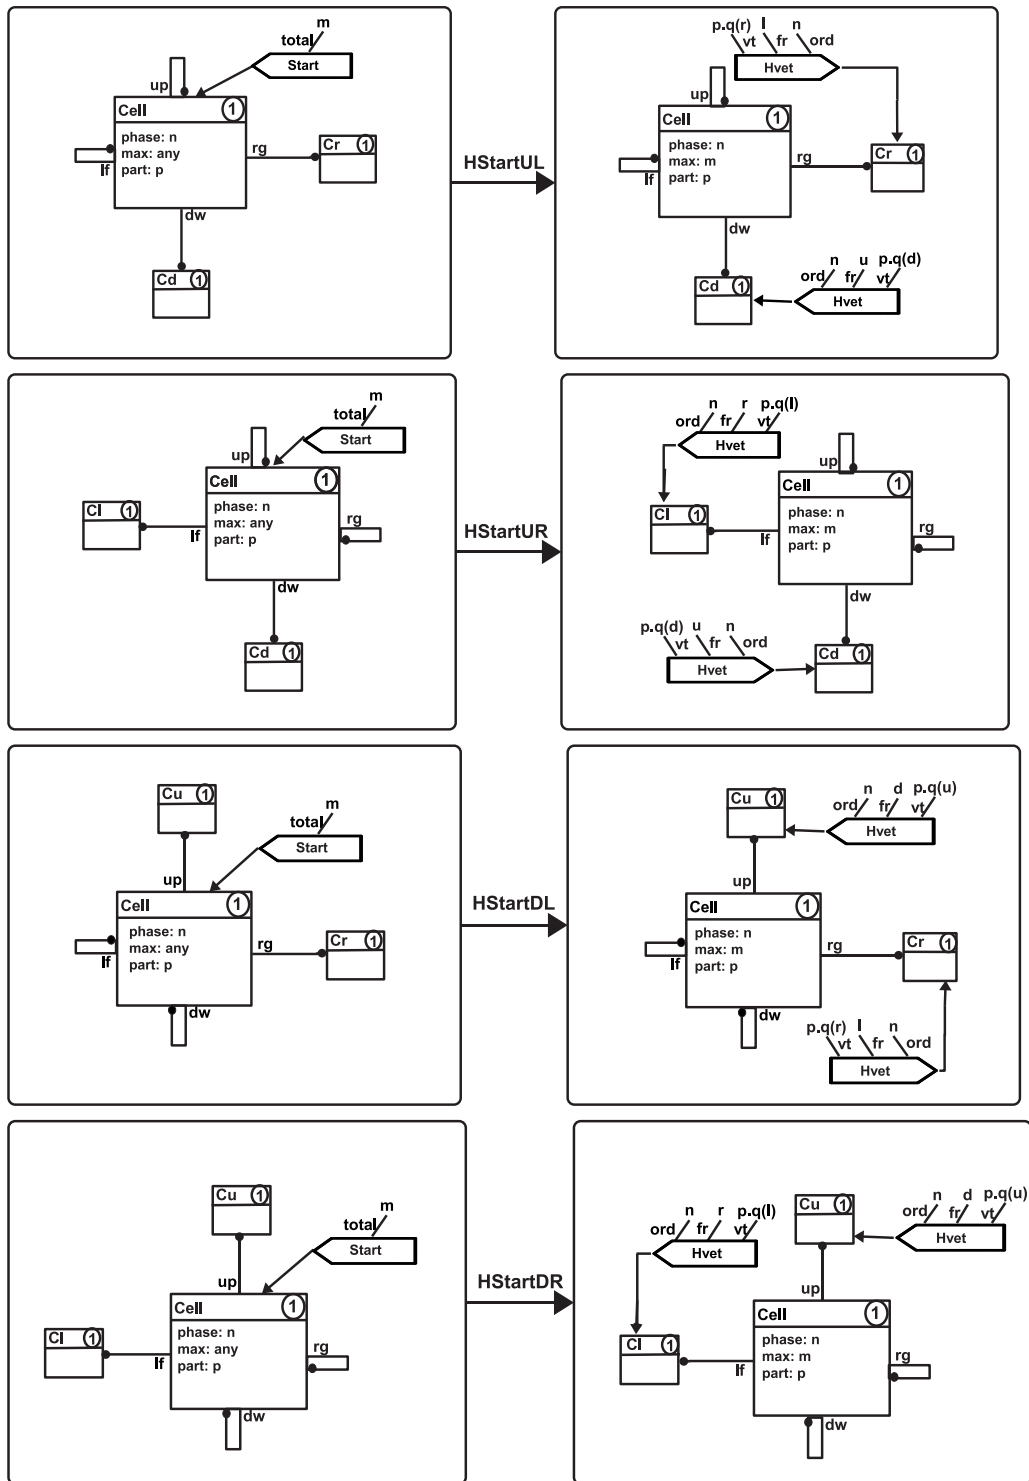 m
total
Start
up
Cell 1
phase: n
max: any
part: p
lf
rg
Cr 1
dw
Cd 1
HStartUL
p.q(r) l n
vt fr ord
Hvet
up
Cell 1
phase: n
max: m
part: p
lf
rg
Cr 1
dw
n u p.q(d)
ord fr vt
Cd 1
Hvet
m
total
Start
up
Cell 1
phase: n
max: any
part: p
Cl 1
lf
rg
dw
Cd 1
HStartUR
n r p.q(l)
ord fr vt
Hvet
up
Cell 1
phase: n
max: m
part: p
Cl 1
lf
rg
dw
p.q(d) u n
vt fr ord
Hvet
Cd 1
Cu 1
m
total
Start
up
Cell 1
phase: n
max: any
part: p
lf
rg
Cr 1
dw
HStartDL
Cu 1
n d p.q(u)
ord fr vt
Hvet
up
Cell 1
phase: n
max: m
part: p
lf
rg
Cr 1
dw
p.q(r) l n
vt fr ord
Hvet
Cu 1
m
total
Start
up
Cell 1
phase: n
max: any
part: p
Cl 1
lf
rg
dw
HStartDR
n r p.q(l)
ord fr vt
Hvet
Cu 1
n d p.q(u)
ord fr vt
Hvet
up
Cell 1
phase: n
max: m
part: p
Cl 1
lf
rg
dw